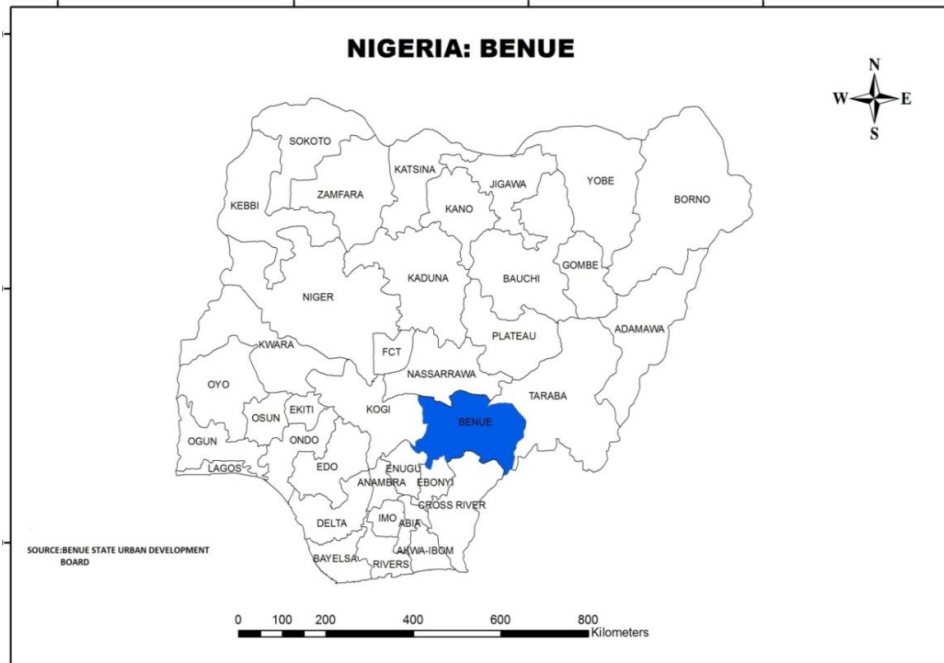 NIGERIA: BENUE
N
W E
S
SOKOTO
KATSINA
JIGAWA
YOBE
BORNO
ZAMFARA
KEBBI
KANO
GOMBE
KADUNA
BAUCHI
NIGER
ADAMAWA
PLATEAU
KWARA
FCT
NASSARRAWA
OYO
TARABA
KOGI
EKITI
OSUN
BENUE
OGUN
ONDO
LAGOS
EDO
ENUGU
ANAMBRA
EBONYI
CROSS RIVER
IMO
ABIA
DELTA
AKWA-IBOM
BAYELSA
RIVERS
SOURCE:BENUE STATE URBAN DEVELOPMENT
BOARD
0 100 200 400 600 800
Kilometers